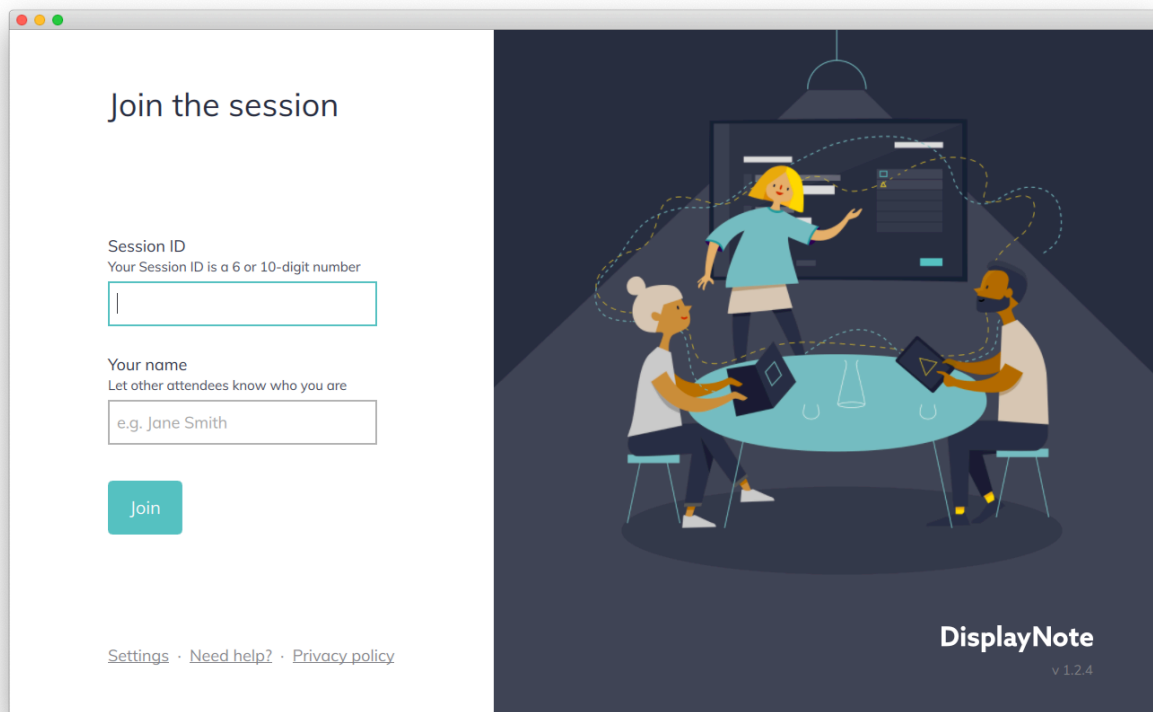 Join the session
Session ID
Your Session ID is a 6 or 10-digit number
Your name
Let other attendees know who you are
e.g. Jane Smith
Join
Settings · Need help? · Privacy policy
DisplayNote
v 1.2.4